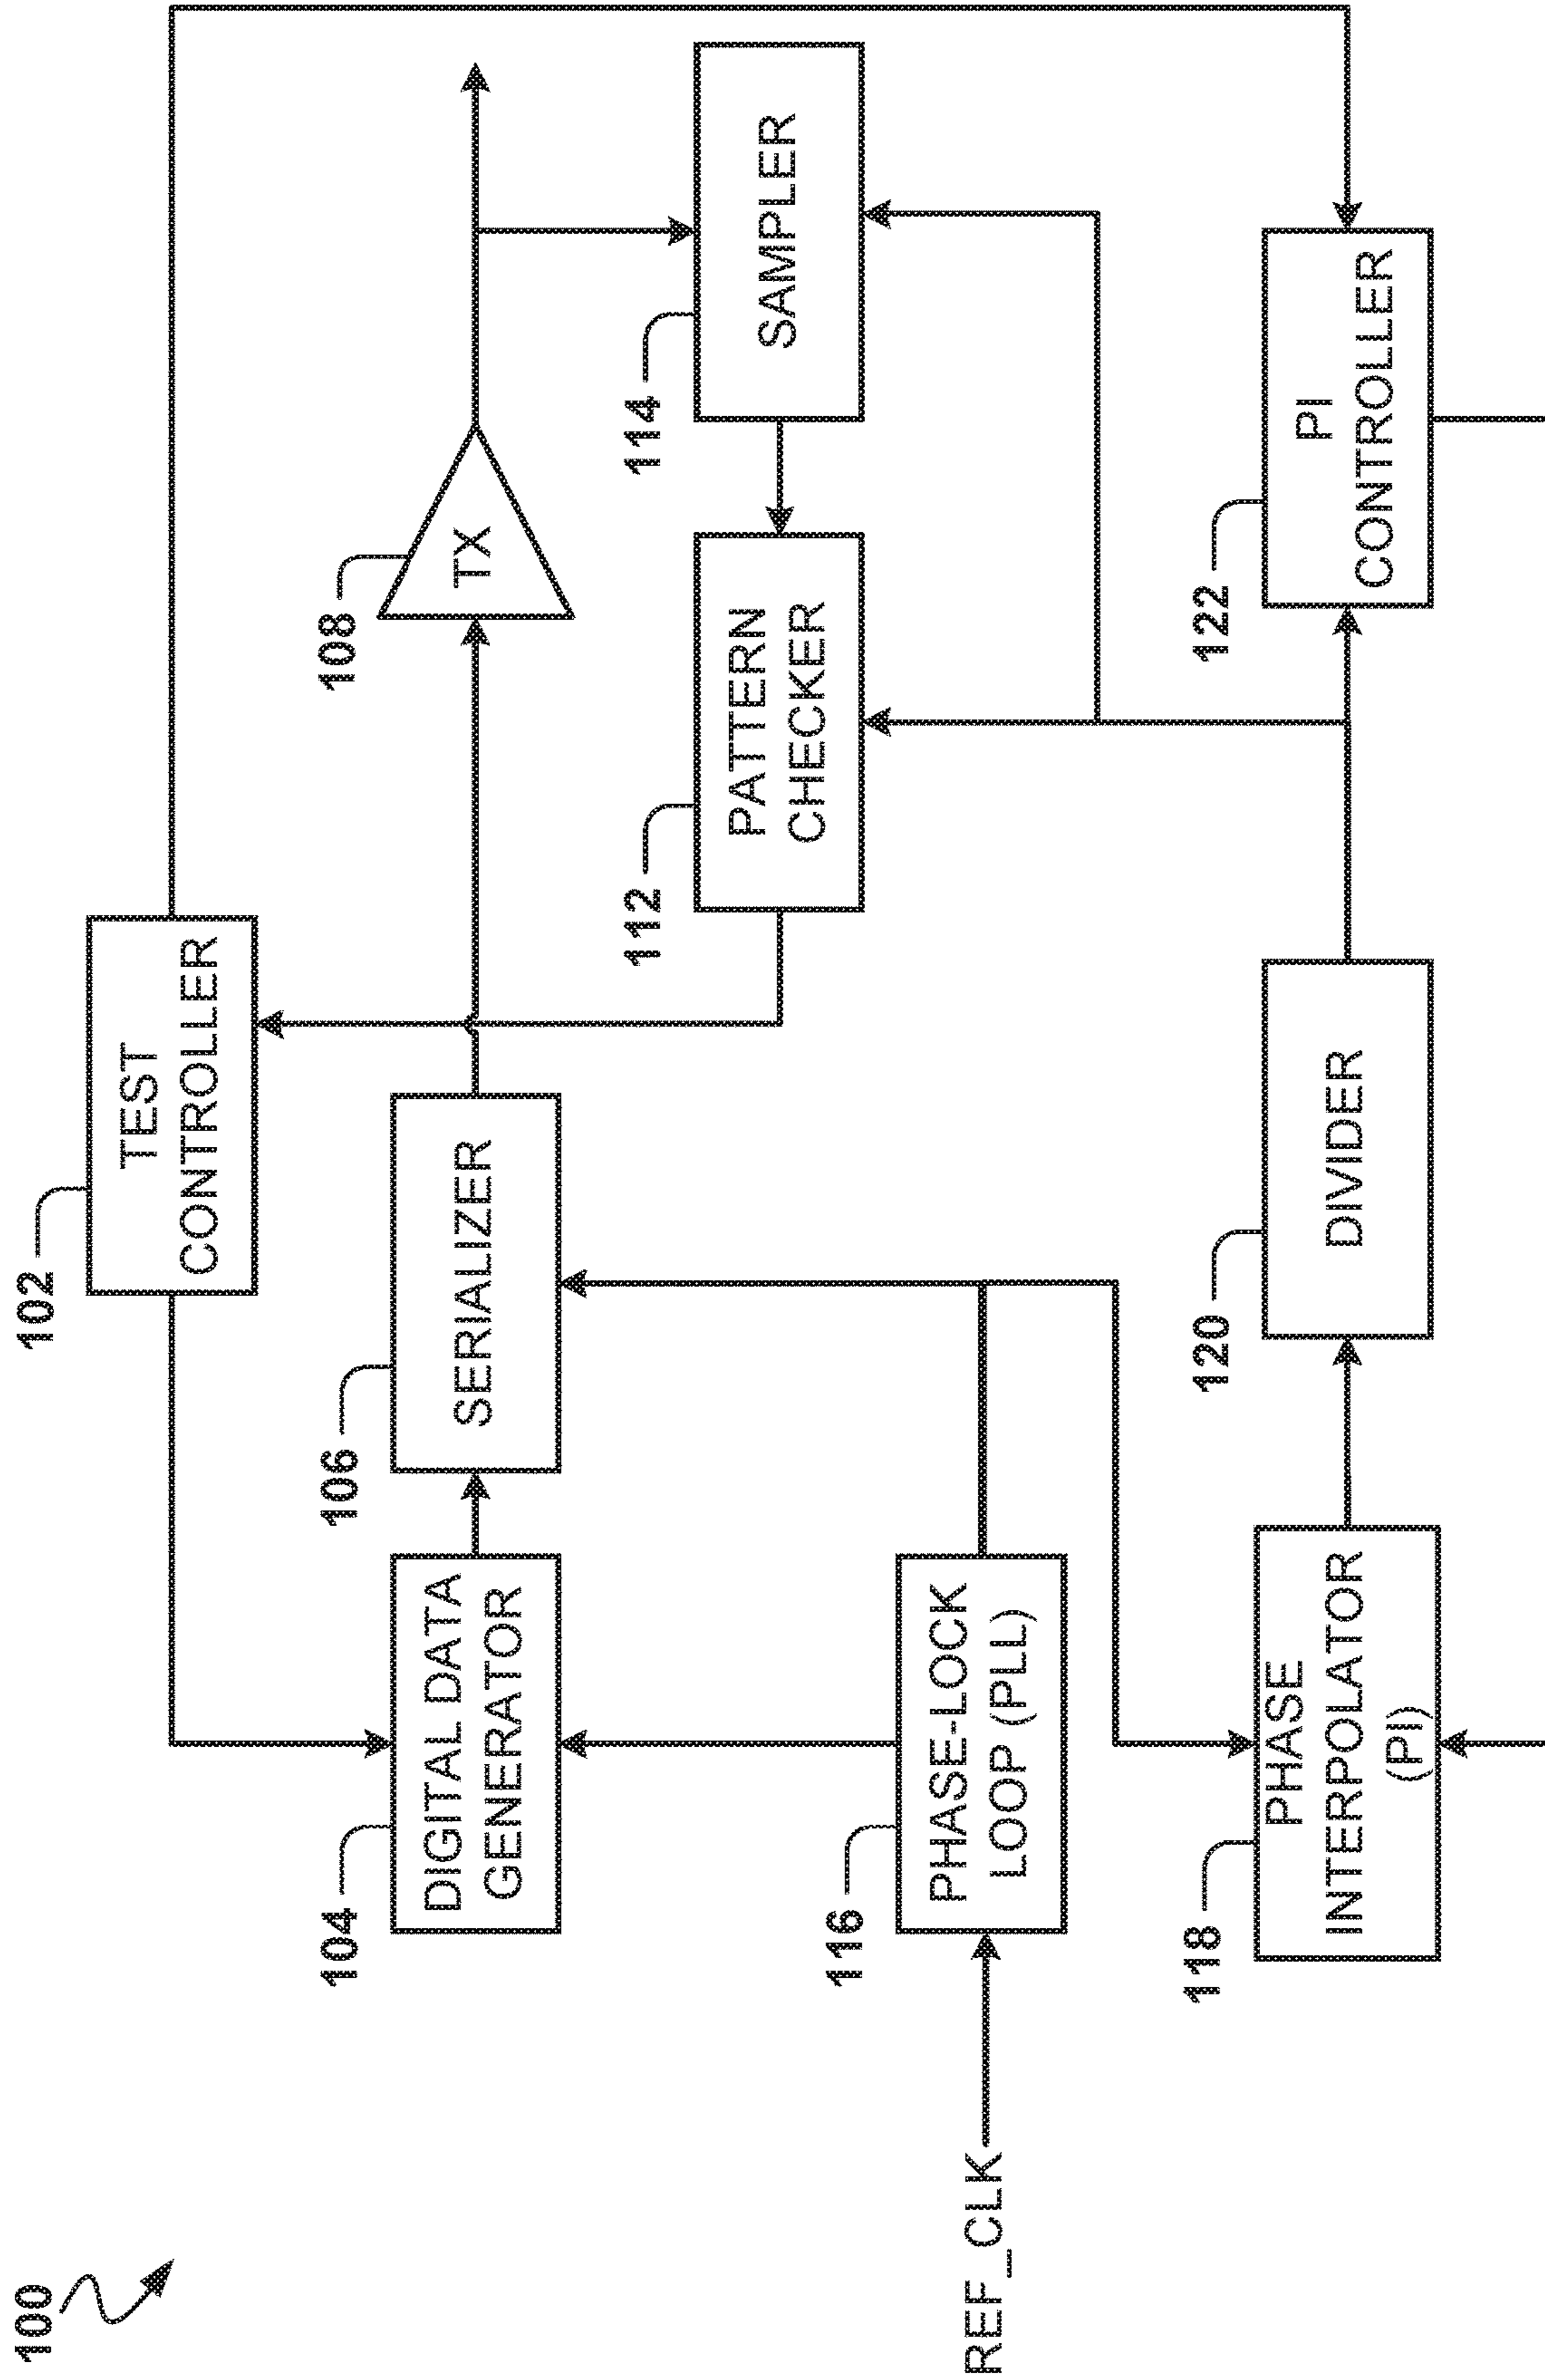 100
102
TEST
CONTROLLER
104
DIGITAL DATA
GENERATOR
106
SERIALIZER
108
TX
112
PATTERN
CHECKER
114
SAMPLER
REF_CLK
116
PHASE-LOCK
LOOP (PLL)
118
PHASE
INTERPOLATOR
(PI)
120
DIVIDER
122
PI
CONTROLLER